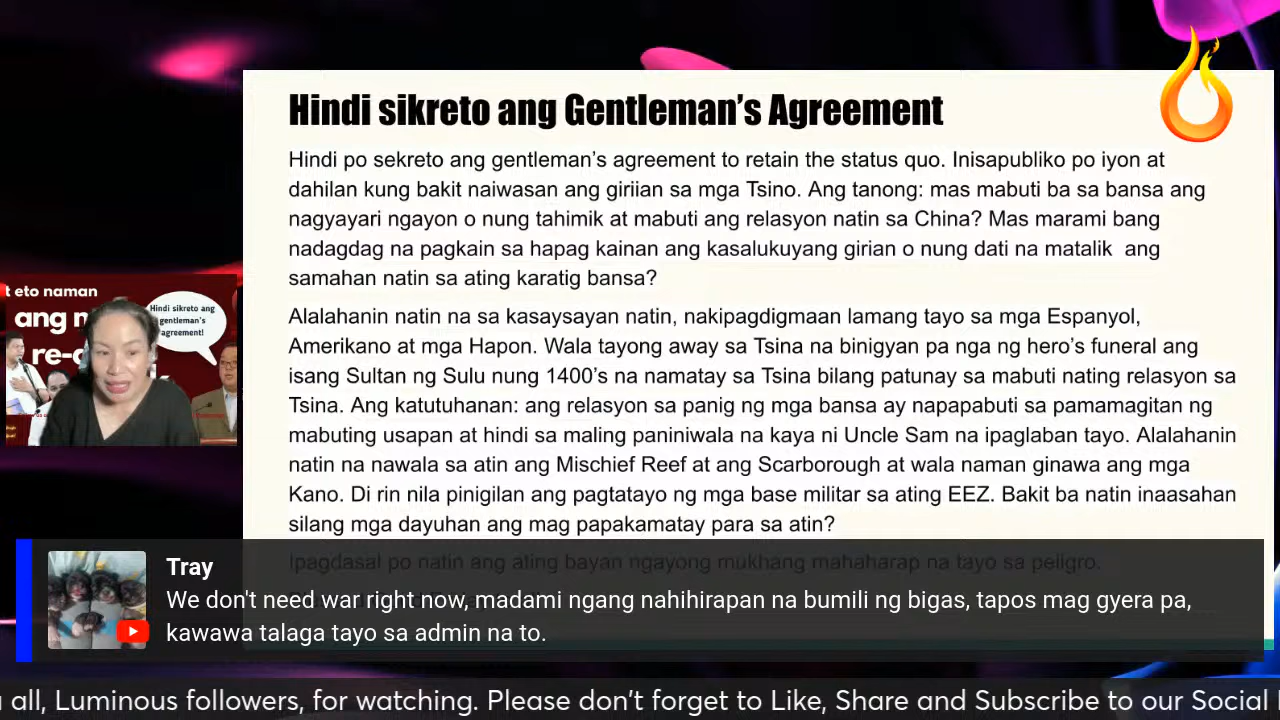 Hindi sikreto ang Gentleman's Agreement
Hindi po sekreto ang gentleman's agreement to retain the status quo. Inisapubliko po iyon at
dahilan kung bakit naiwasan ang giriian sa mga Tsino. Ang tanong: mas mabuti ba sa bansa ang
nagyayari ngayon o nung tahimik at mabuti ang relasyon natin sa China? Mas marami bang
nadagdag na pagkain sa hapag kainan ang kasalukuyang girian o nung dati na matalik ang
samahan natin sa ating karatig bansa?
Alalahanin natin na sa kasaysayan natin, nakipagdigmaan lamang tayo sa mga Espanyol,
Amerikano at mga Hapon. Wala tayong away sa Tsina na binigyan pa nga ng hero's funeral ang
isang Sultan ng Sulu nung 1400's na namatay sa Tsina bilang patunay sa mabuti nating relasyon sa
Tsina. Ang katutuhanan: ang relasyon sa panig ng mga bansa ay napapabuti sa pamamagitan ng
mabuting usapan at hindi sa maling paniniwala na kaya ni Uncle Sam na ipaglaban tayo. Alalahanin
natin na nawala sa atin ang Mischief Reef at ang Scarborough at wala naman ginawa ang mga
Kano. Di rin nila pinigilan ang pagtatayo ng mga base militar sa ating EEZ. Bakit ba natin inaasahan
silang mga dayuhan ang mag papakamatay para sa atin?
Ipagdasal po natin ang ating bayan ngayong mukhang mahaharap na tayo sa peligro.
t eto naman
ang
re-
Hindi sikreto ang
gentleman's
agreement!
Tray
We don't need war right now, madami ngang nahihirapan na bumili ng bigas, tapos mag gyera pa,
kawawa talaga tayo sa admin na to.
all, Luminous followers, for watching. Please don't forget to Like, Share and Subscribe to our Social